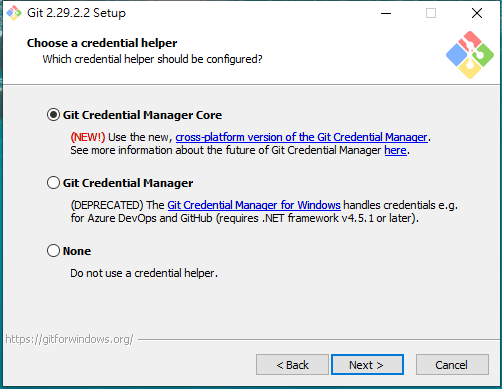 Git 2.29.2.2 Setup
Choose a credential helper
Which credential helper should be configured?
Git Credential Manager Core
(NEW!) Use the new, cross-platform version of the Git Credential Manager.
See more information about the future of Git Credential Manager here.
Git Credential Manager
(DEPRECATED) The Git Credential Manager for Windows handles credentials e.g.
for Azure DevOps and GitHub (requires .NET framework v4.5.1 or later).
None
Do not use a credential helper.
https://gitforwindows.org/
< Back
Next >
Cancel